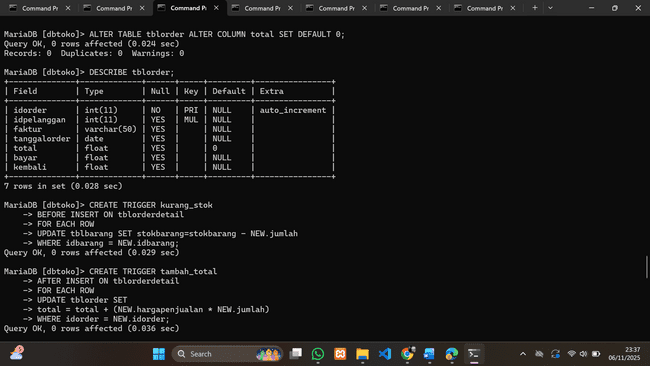 Command Pr
Command Pr
Command Pr
Command Pr
Command Pr
Command Pr
Command Pr
MariaDB [dbtoko]> ALTER TABLE tblorder ALTER COLUMN total SET DEFAULT 0;
Query OK, 0 rows affected (0.024 sec)
Records: 0  Duplicates: 0  Warnings: 0
MariaDB [dbtoko]> DESCRIBE tblorder;
+--------------+-------------+------+-----+---------+----------------+
| Field        | Type        | Null | Key | Default | Extra          |
+--------------+-------------+------+-----+---------+----------------+
| idorder      | int(11)     | NO   | PRI | NULL    | auto_increment |
| idpelanggan  | int(11)     | YES  | MUL | NULL    |                |
| faktur       | varchar(50) | YES  |     | NULL    |                |
| tanggalorder | date        | YES  |     | NULL    |                |
| total        | float       | YES  |     | 0       |                |
| bayar        | float       | YES  |     | NULL    |                |
| kembali      | float       | YES  |     | NULL    |                |
+--------------+-------------+------+-----+---------+----------------+
7 rows in set (0.028 sec)
MariaDB [dbtoko]> CREATE TRIGGER kurang_stok
    -> BEFORE INSERT ON tblorderdetail
    -> FOR EACH ROW
    -> UPDATE tblbarang SET stokbarang=stokbarang - NEW.jumlah
    -> WHERE idbarang = NEW.idbarang;
Query OK, 0 rows affected (0.029 sec)
MariaDB [dbtoko]> CREATE TRIGGER tambah_total
    -> AFTER INSERT ON tblorderdetail
    -> FOR EACH ROW
    -> UPDATE tblorder SET
    -> total = total + (NEW.hargapenjualan * NEW.jumlah)
    -> WHERE idorder = NEW.idorder;
Query OK, 0 rows affected (0.036 sec)
Search
23:37
06/11/2025